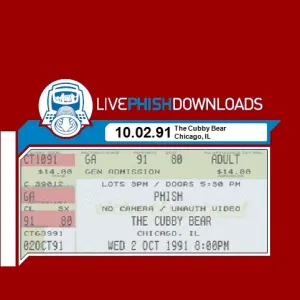 LIVEPHISHDOWNLOADS
10.02.91 The Cubby Bear
Chicago, IL
CT1091 GA 91 80 ADULT
$14.00 GEN ADMISSION $14.00
C 39012 LOTS 3PM / DOORS 5:30 PM
GA PHISH
CL SX NO CAMERA / UNAUTH VIDEO
91 80 THE CUBBY BEAR
CT63991 CHICAGO, IL
02OCT91 WED 2 OCT 1991 8:00PM